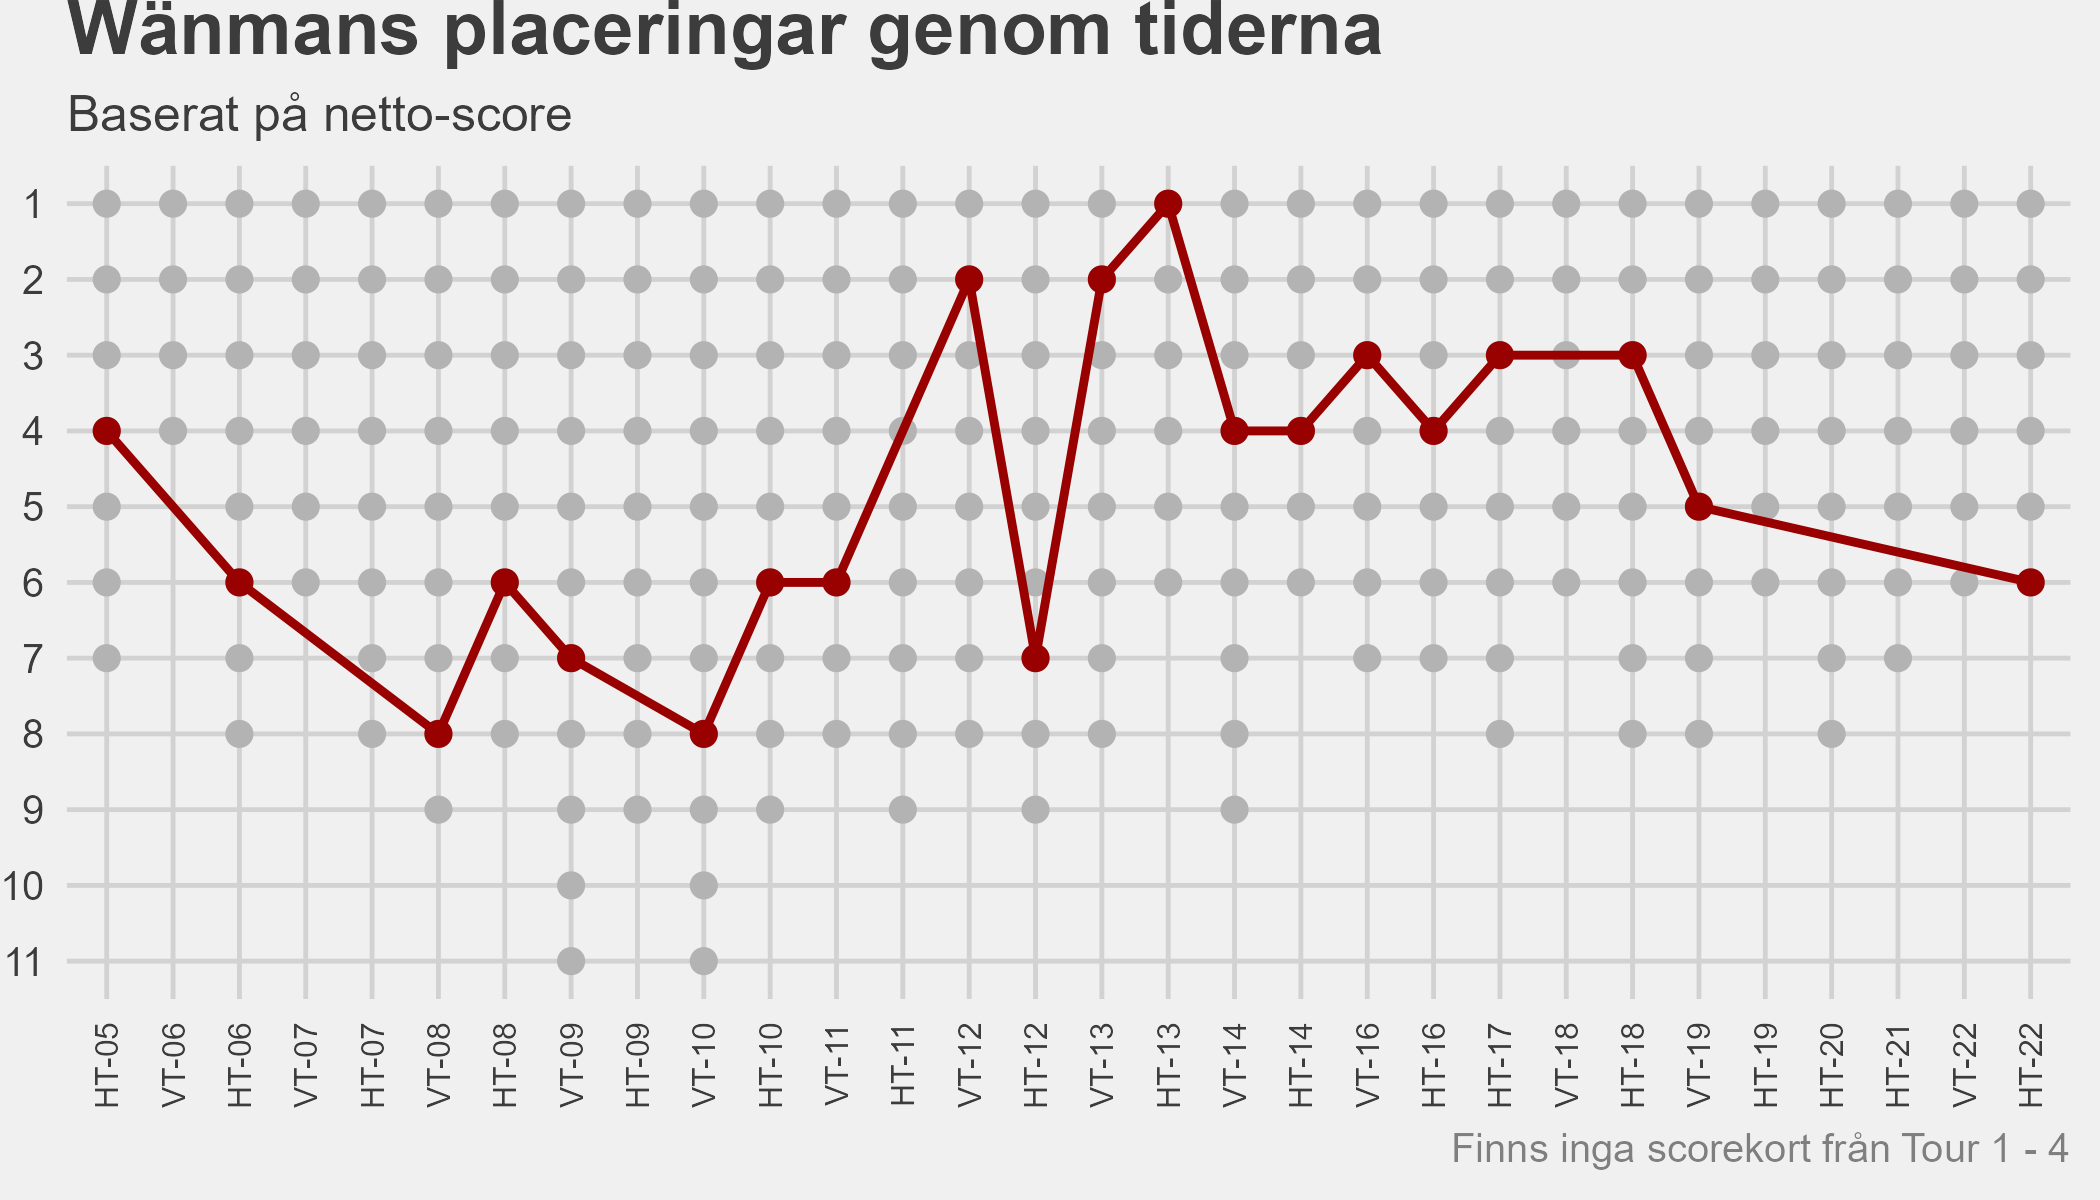 Wänmans placeringar genom tiderna
Baserat på netto-score
1
2
3
4
5
6
7
8
9
10
11
HT-05
VT-06
HT-06
VT-07
HT-07
VT-08
HT-08
VT-09
HT-09
VT-10
HT-10
VT-11
HT-11
VT-12
HT-12
VT-13
HT-13
VT-14
HT-14
VT-16
HT-16
HT-17
VT-18
HT-18
VT-19
HT-19
HT-20
HT-21
VT-22
HT-22
Finns inga scorekort från Tour 1 - 4